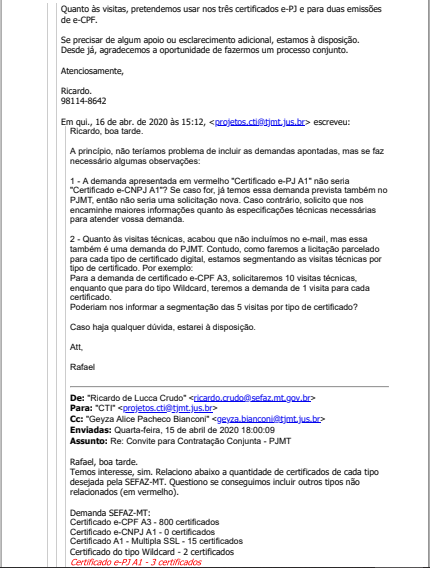 Quanto às visitas, pretendemos usar nos três certificados e-PJ e para duas emissões
de e-CPF.
Se precisar de algum apoio ou esclarecimento adicional, estamos à disposição.
Desde já, agradecemos a oportunidade de fazermos um processo conjunto.
Atenciosamente,
Ricardo.
98114-8642
Em qui., 16 de abr. de 2020 às 15:12, <projetos.cti@tjmt.jus.br> escreveu:
Ricardo, boa tarde.
A princípio, não teríamos problema de incluir as demandas apontadas, mas se faz
necessário algumas observações:
1 - A demanda apresentada em vermelho "Certificado e-PJ A1" não seria
"Certificado e-CNPJ A1"? Se caso for, já temos essa demanda prevista também no
PJMT, então não seria uma solicitação nova. Caso contrário, solicito que nos
encaminhe maiores informações quanto às especificações técnicas necessárias
para atender vossa demanda.
2 - Quanto às visitas técnicas, acabou que não incluímos no e-mail, mas essa
também é uma demanda do PJMT. Contudo, como faremos a licitação parcelado
para cada tipo de certificado digital, estamos segmentando as visitas técnicas por
tipo de certificado. Por exemplo:
Para a demanda de certificado e-CPF A3, solicitaremos 10 visitas técnicas,
enquanto que para do tipo Wildcard, teremos a demanda de 1 visita para cada
certificado.
Poderiam nos informar a segmentação das 5 visitas por tipo de certificado?
Caso haja qualquer dúvida, estarei à disposição.
Att,
Rafael
De: "Ricardo de Lucca Crudo" <ricardo.crudo@sefaz.mt.gov.br>
Para: "CTI" <projetos.cti@tjmt.jus.br>
Cc: "Geyza Alice Pacheco Bianconi" <geyza.bianconi@tjmt.jus.br>
Enviadas: Quarta-feira, 15 de abril de 2020 18:00:09
Assunto: Re: Convite para Contratação Conjunta - PJMT
Rafael, boa tarde.
Temos interesse, sim. Relaciono abaixo a quantidade de certificados de cada tipo
desejada pela SEFAZ-MT. Questiono se conseguimos incluir outros tipos não
relacionados (em vermelho).
Demanda SEFAZ-MT:
Certificado e-CPF A3 - 800 certificados
Certificado e-CNPJ A1 - 0 certificados
Certificado A1 - Multipla SSL - 15 certificados
Certificado do tipo Wildcard - 2 certificados
Certificado e-PJ A1 - 3 certificados